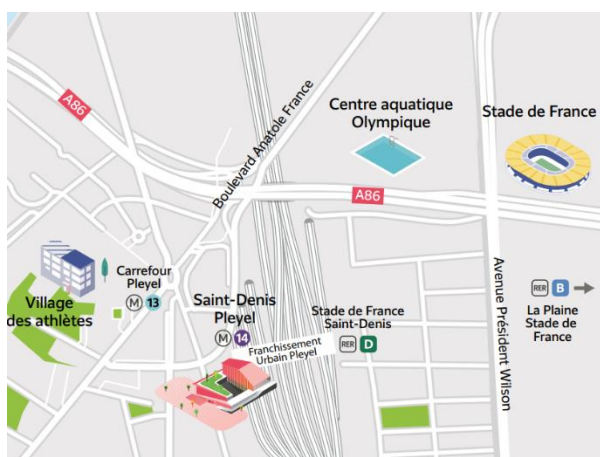 A86
Boulevard Anatole France
Centre aquatique
Olympique
Stade de France
A86
Village
des athlètes
Carrefour
Pleyel
M 13
Saint-Denis
Pleyel
M 14
Franchissement
Urbain Pleyel
Stade de France
Saint-Denis
RER D
Avenue Président Wilson
RER B
La Plaine
Stade de
France